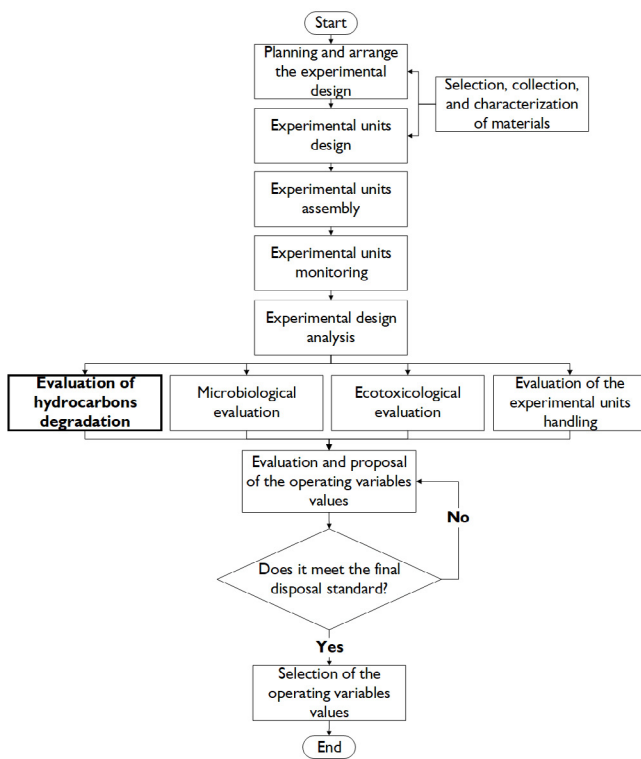 Start
Planning and arrange
the experimental
design
Selection, collection,
and characterization
of materials
Experimental units
design
Experimental units
assembly
Experimental units
monitoring
Experimental design
analysis
Evaluation of
hydrocarbons
degradation
Microbiological
evaluation
Ecotoxicological
evaluation
Evaluation of the
experimental units
handling
Evaluation and proposal
of the operating variables
values
No
Does it meet the final
disposal standard?
Yes
Selection of the
operating variables
values
End